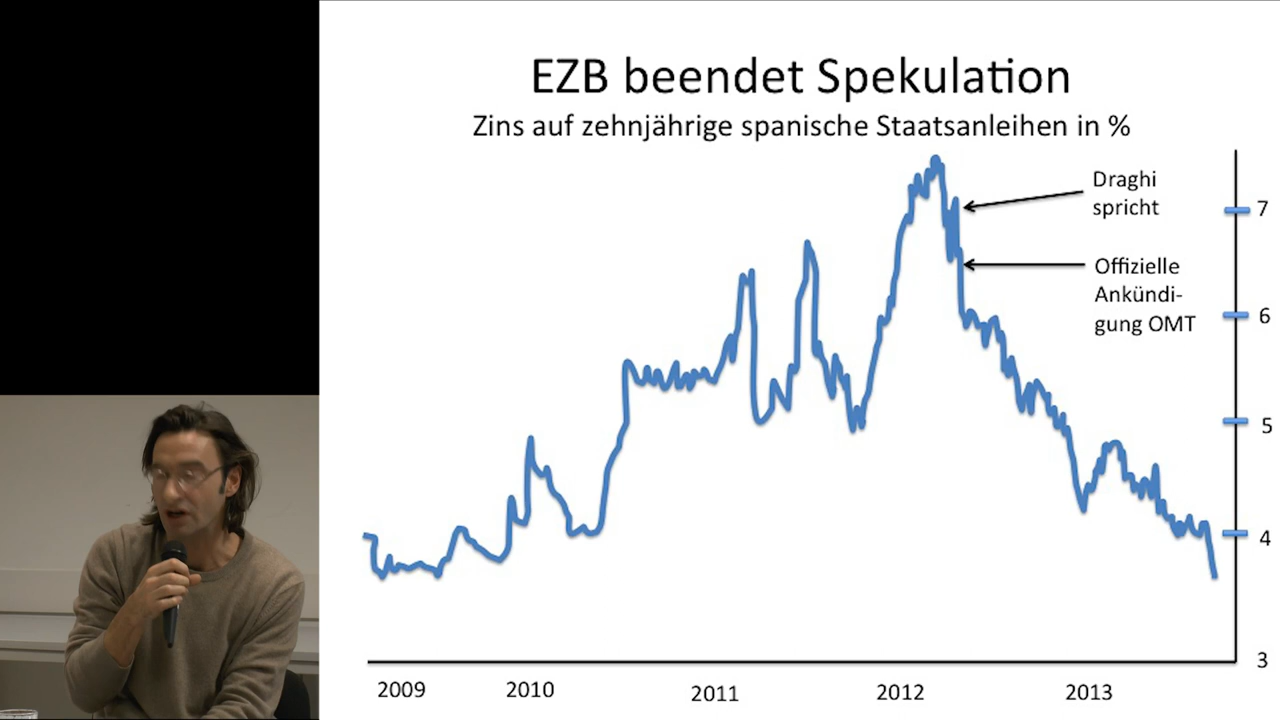 EZB beendet Spekulation
Zins auf zehnjährige spanische Staatsanleihen in %
Draghi
spricht
7
Offizielle
Ankündi-
gung OMT
6
5
4
3
2009 2010 2011 2012 2013